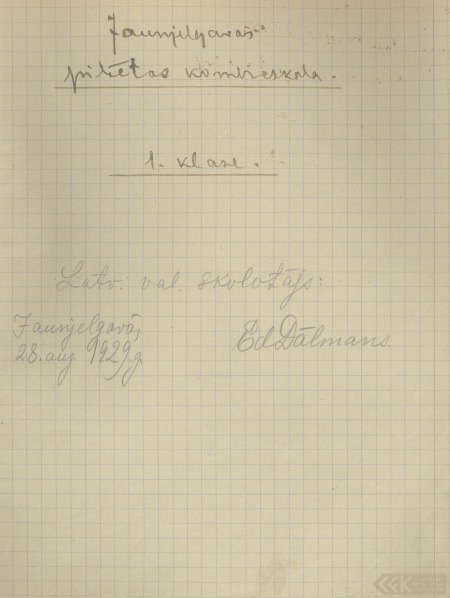 Jaunjelgavas
pilsētas komercskola.
1. klase.
Latv. val. skolotājs:
Jaunjelgavā,
28. aug. 1929. g.
Ed Dālmans.